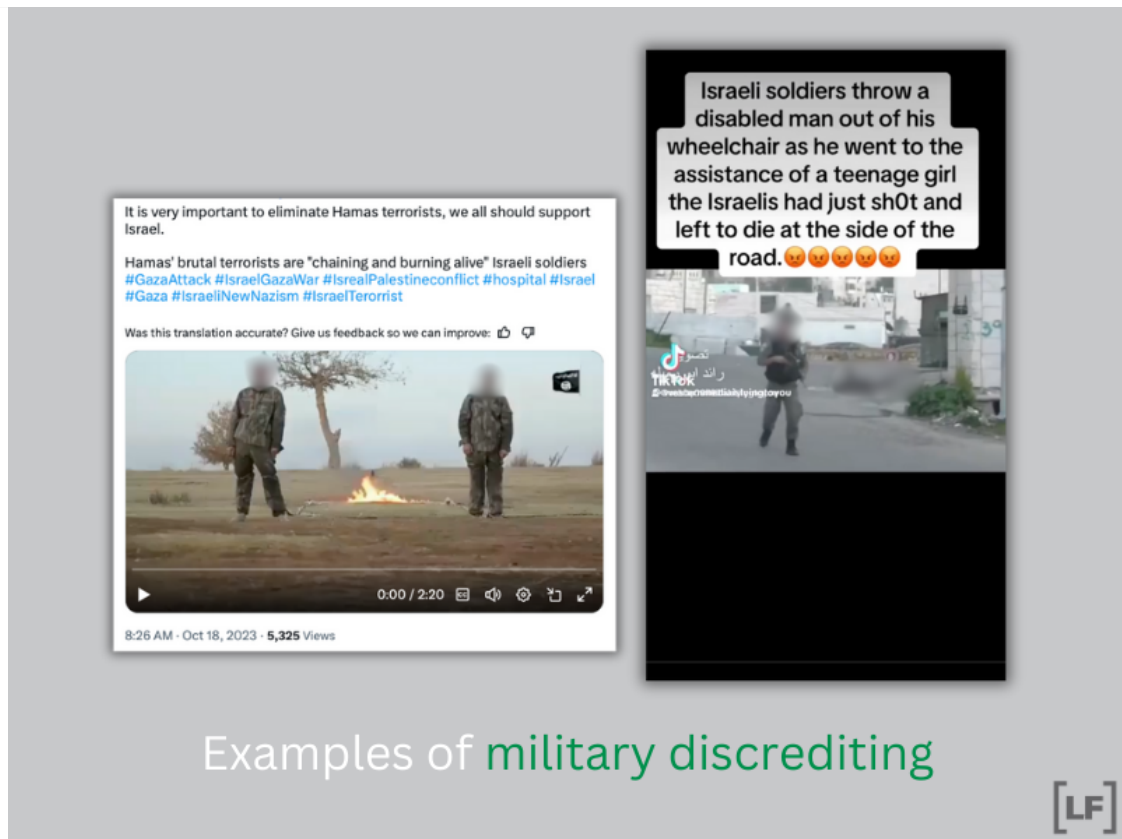 It is very important to eliminate Hamas terrorists, we all should support
Israel.
Hamas' brutal terrorists are "chaining and burning alive" Israeli soldiers
#GazaAttack #IsraelGazaWar #IsrealPalestineconflict #hospital #Israel
#Gaza #IsraeliNewNazism #IsraelTerorrist
Was this translation accurate? Give us feedback so we can improve:
0:00 / 2:20
8:26 AM · Oct 18, 2023 · 5,325 Views
Israeli soldiers throw a
disabled man out of his
wheelchair as he went to the
assistance of a teenage girl
the Israelis had just sh0t and
left to die at the side of the
road.😡😡😡😡😡
تصو
رائد ابو
TikTok
Examples of military discrediting
[LF]